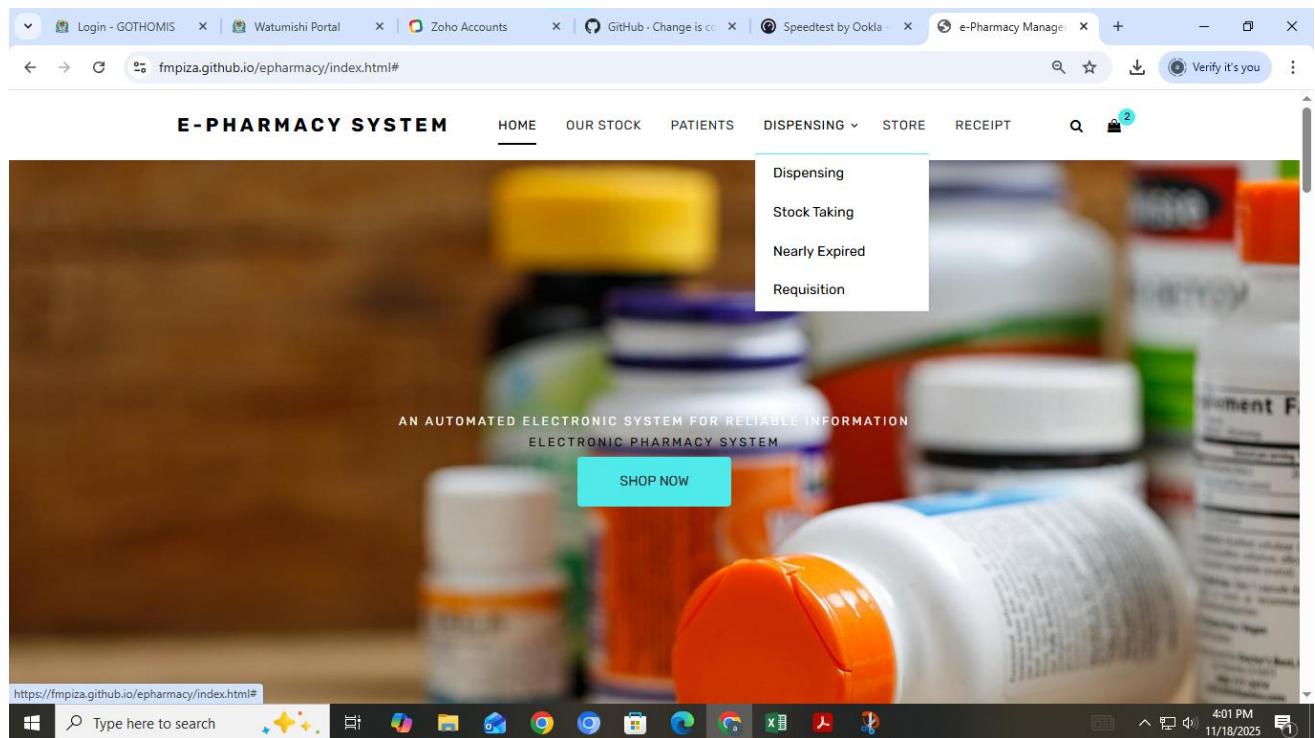 Login - GOTHOMIS
Watumishi Portal
Zoho Accounts
GitHub · Change is co
Speedtest by Ookla -
e-Pharmacy Manage
fmpiza.github.io/epharmacy/index.html#
Verify it's you
E-PHARMACY SYSTEM
HOME
OUR STOCK
PATIENTS
DISPENSING
STORE
RECEIPT
2
Dispensing
Stock Taking
Nearly Expired
Requisition
AN AUTOMATED ELECTRONIC SYSTEM FOR RELIABLE INFORMATION
ELECTRONIC PHARMACY SYSTEM
SHOP NOW
https://fmpiza.github.io/epharmacy/index.html#
Type here to search
4:01 PM
11/18/2025
1